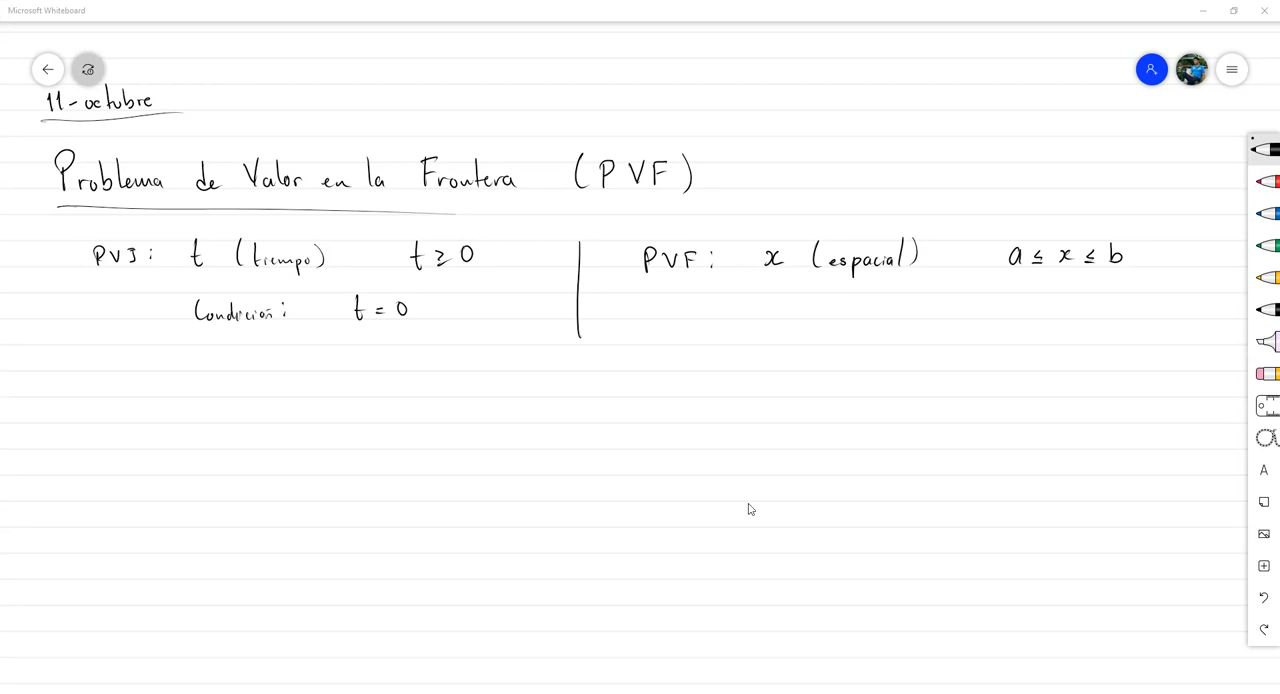 Microsoft Whiteboard
11-octubre
Problema de Valor en la Frontera (PVF)
PVI: t (tiempo) t ≥ 0
PVF: x (espacial) a ≤ x ≤ b
Condición: t = 0
A